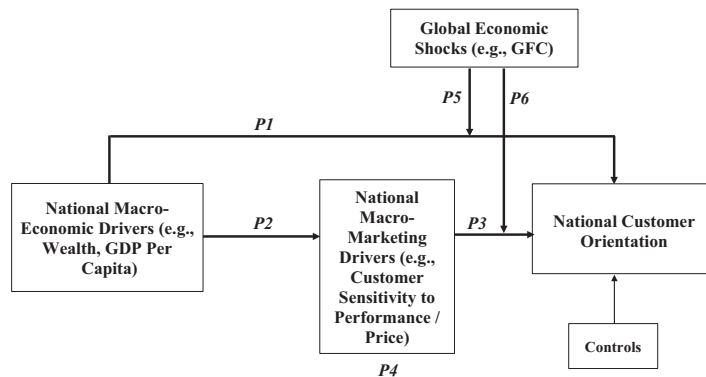 Global Economic
Shocks (e.g., GFC)
P5
P6
P1
National Macro-
Economic Drivers (e.g.,
Wealth, GDP Per
Capita)
P2
National
Macro-
Marketing
Drivers (e.g.,
Customer
Sensitivity to
Performance /
Price)
P3
National Customer
Orientation
Controls
P4